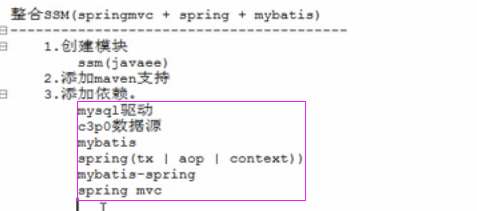 整合SSM(springmvc + spring + mybatis)
------------------------------------------------
1.创建模块
ssm(javaee)
2.添加maven支持
3.添加依赖。
mysql驱动
c3p0数据源
mybatis
spring(tx | aop | context))
mybatis-spring
spring mvc